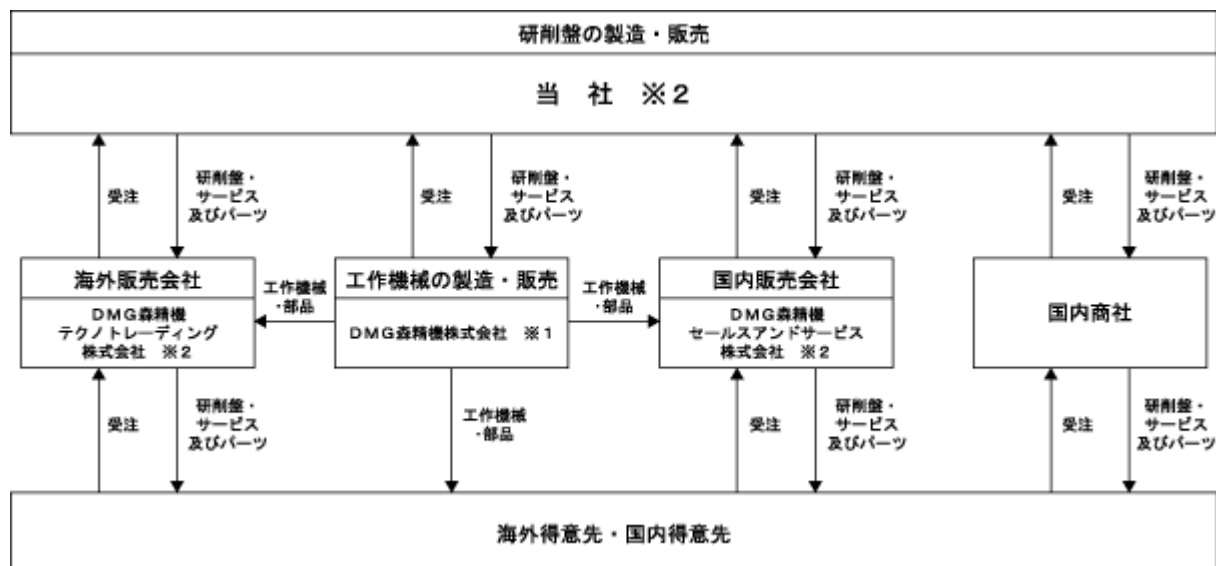 研削盤の製造・販売
当 社 ※2
受注
研削盤・
サービス
及びパーツ
受注
研削盤・
サービス
及びパーツ
受注
研削盤・
サービス
及びパーツ
受注
研削盤・
サービス
及びパーツ
海外販売会社
DMG森精機
テクノトレーディング
株式会社 ※2
工作機械
・部品
工作機械の製造・販売
DMG森精機株式会社 ※1
工作機械
・部品
国内販売会社
DMG森精機
セールスアンドサービス
株式会社 ※2
国内商社
受注
研削盤・
サービス
及びパーツ
工作機械
・部品
受注
研削盤・
サービス
及びパーツ
受注
研削盤・
サービス
及びパーツ
海外得意先・国内得意先